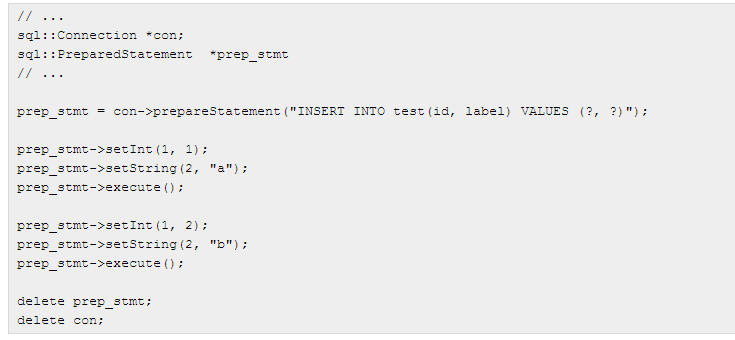 // ...
sql::Connection *con;
sql::PreparedStatement  *prep_stmt
// ...
prep_stmt = con->prepareStatement("INSERT INTO test(id, label) VALUES (?, ?)");
prep_stmt->setInt(1, 1);
prep_stmt->setString(2, "a");
prep_stmt->execute();
prep_stmt->setInt(1, 2);
prep_stmt->setString(2, "b");
prep_stmt->execute();
delete prep_stmt;
delete con;